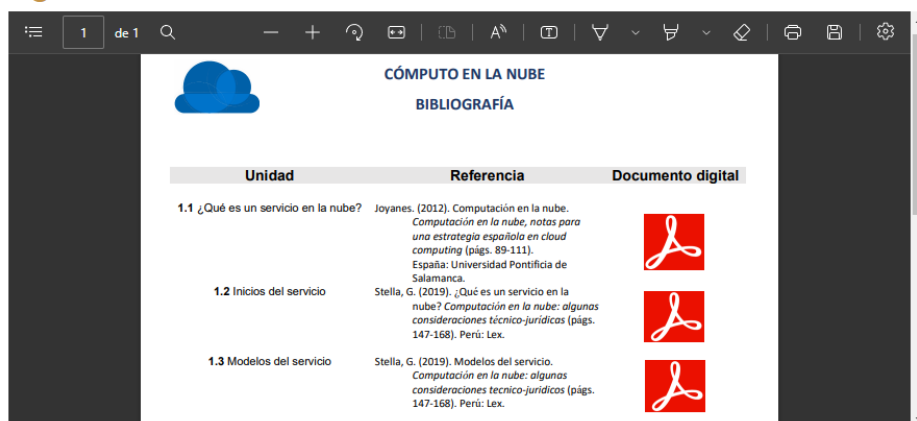 1 de 1
CÓMPUTO EN LA NUBE
BIBLIOGRAFÍA
Unidad Referencia Documento digital
1.1 ¿Qué es un servicio en la nube? Joyanes. (2012). Computación en la nube.
Computación en la nube, notas para
una estrategia española en cloud
computing (págs. 89-111).
España: Universidad Pontificia de
Salamanca.
1.2 Inicios del servicio Stella, G. (2019). ¿Qué es un servicio en la
nube? Computación en la nube: algunas
consideraciones técnico-jurídicas (págs.
147-168). Perú: Lex.
1.3 Modelos del servicio Stella, G. (2019). Modelos del servicio.
Computación en la nube: algunas
consideraciones tecnico-juridicas (págs.
147-168). Perú: Lex.